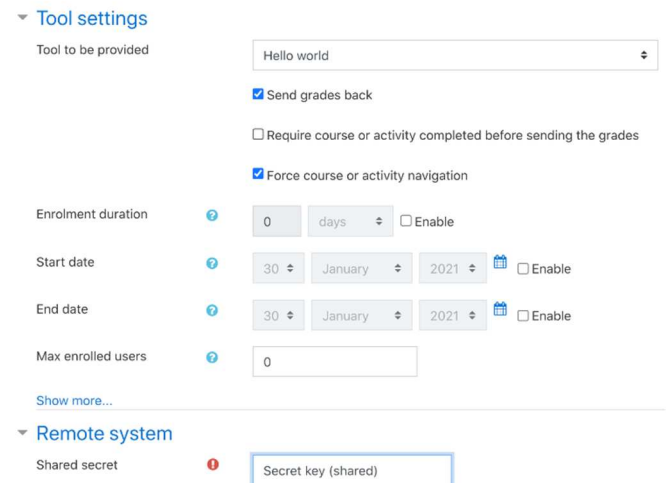 Tool settings
Tool to be provided Hello world
Send grades back
Require course or activity completed before sending the grades
Force course or activity navigation
Enrolment duration 0 days Enable
Start date 30 January 2021 Enable
End date 30 January 2021 Enable
Max enrolled users 0
Show more...
Remote system
Shared secret Secret key (shared)